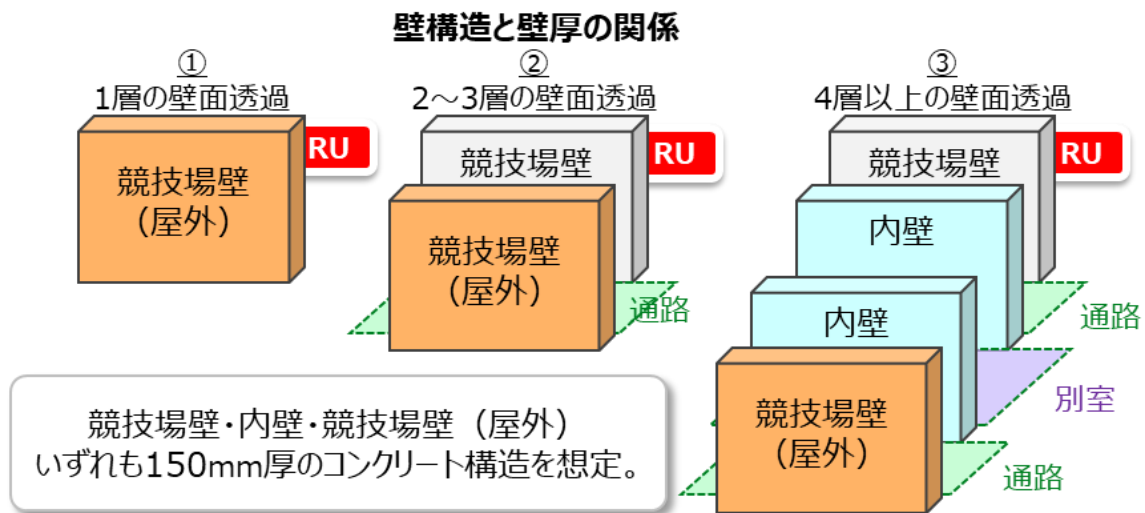 壁構造と壁厚の関係
①
1層の壁面透過
RU
競技場壁
(屋外)
②
2～3層の壁面透過
RU
競技場壁
競技場壁
(屋外)
通路
③
4層以上の壁面透過
RU
競技場壁
内壁
通路
内壁
別室
競技場壁
(屋外)
通路
競技場壁・内壁・競技場壁（屋外）
いずれも150mm厚のコンクリート構造を想定。